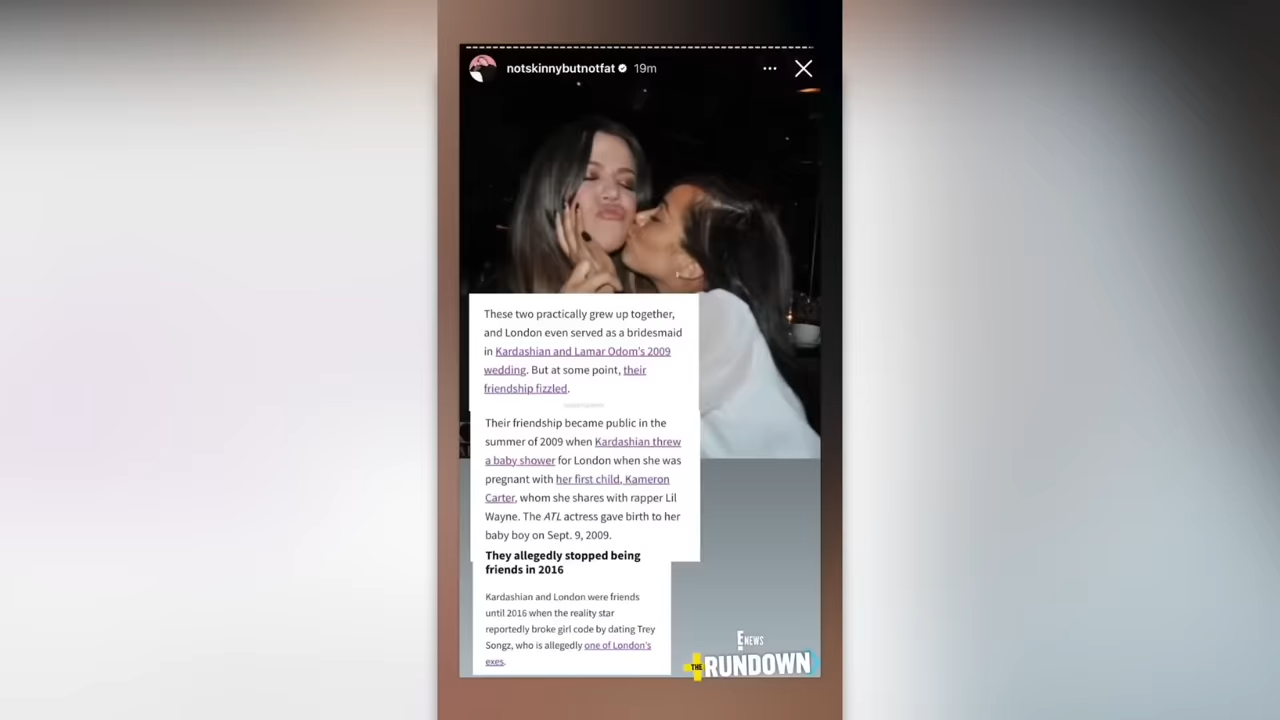 notskinnybutnotfat 19m
These two practically grew up together,
and London even served as a bridesmaid
in Kardashian and Lamar Odom's 2009
wedding. But at some point, their
friendship fizzled.
Their friendship became public in the
summer of 2009 when Kardashian threw
a baby shower for London when she was
pregnant with her first child, Kameron
Carter, whom she shares with rapper Lil
Wayne. The ATL actress gave birth to her
baby boy on Sept. 9, 2009.
They allegedly stopped being
friends in 2016
Kardashian and London were friends
until 2016 when the reality star
reportedly broke girl code by dating Trey
Songz, who is allegedly one of London's
exes.
E! NEWS
THE RUNDOWN